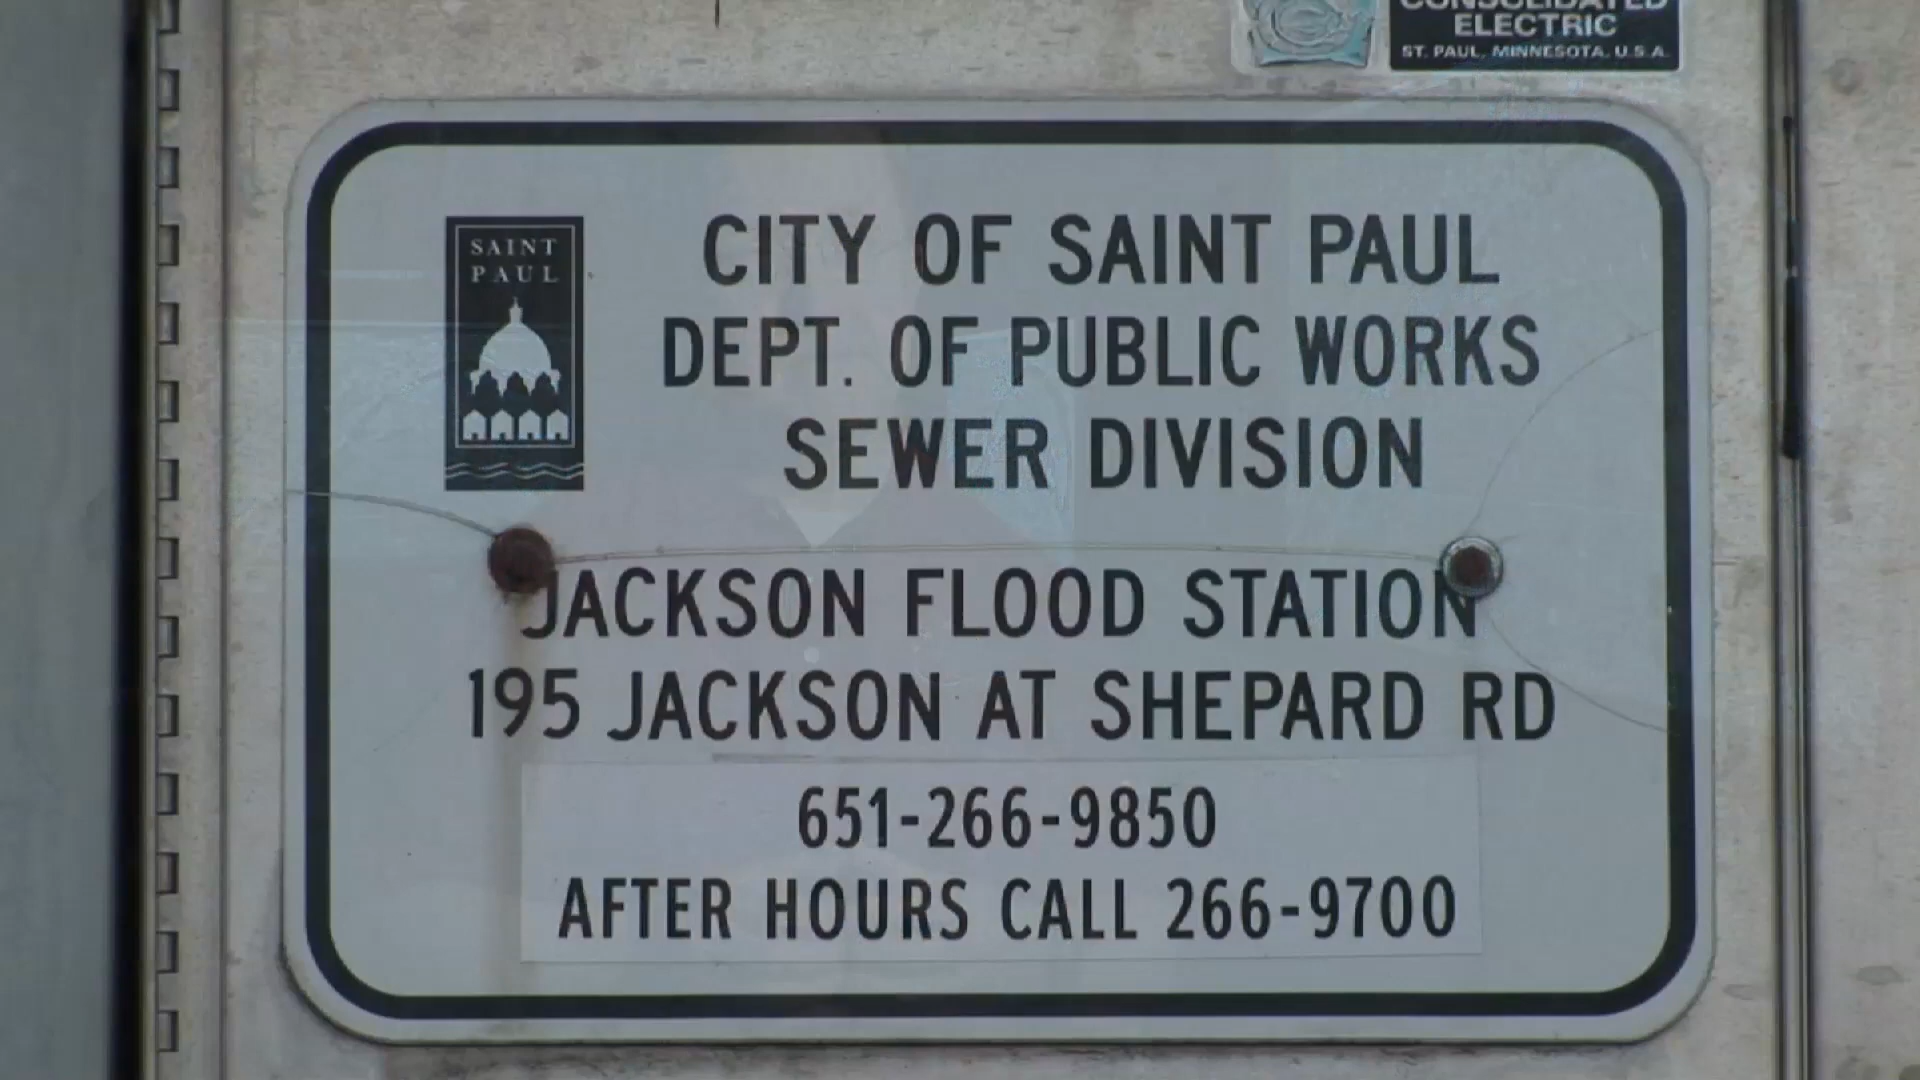 CONSOLIDATED
ELECTRIC
ST. PAUL, MINNESOTA, U.S.A.
SAINT
PAUL
CITY OF SAINT PAUL
DEPT. OF PUBLIC WORKS
SEWER DIVISION
JACKSON FLOOD STATION
195 JACKSON AT SHEPARD RD
651-266-9850
AFTER HOURS CALL 266-9700